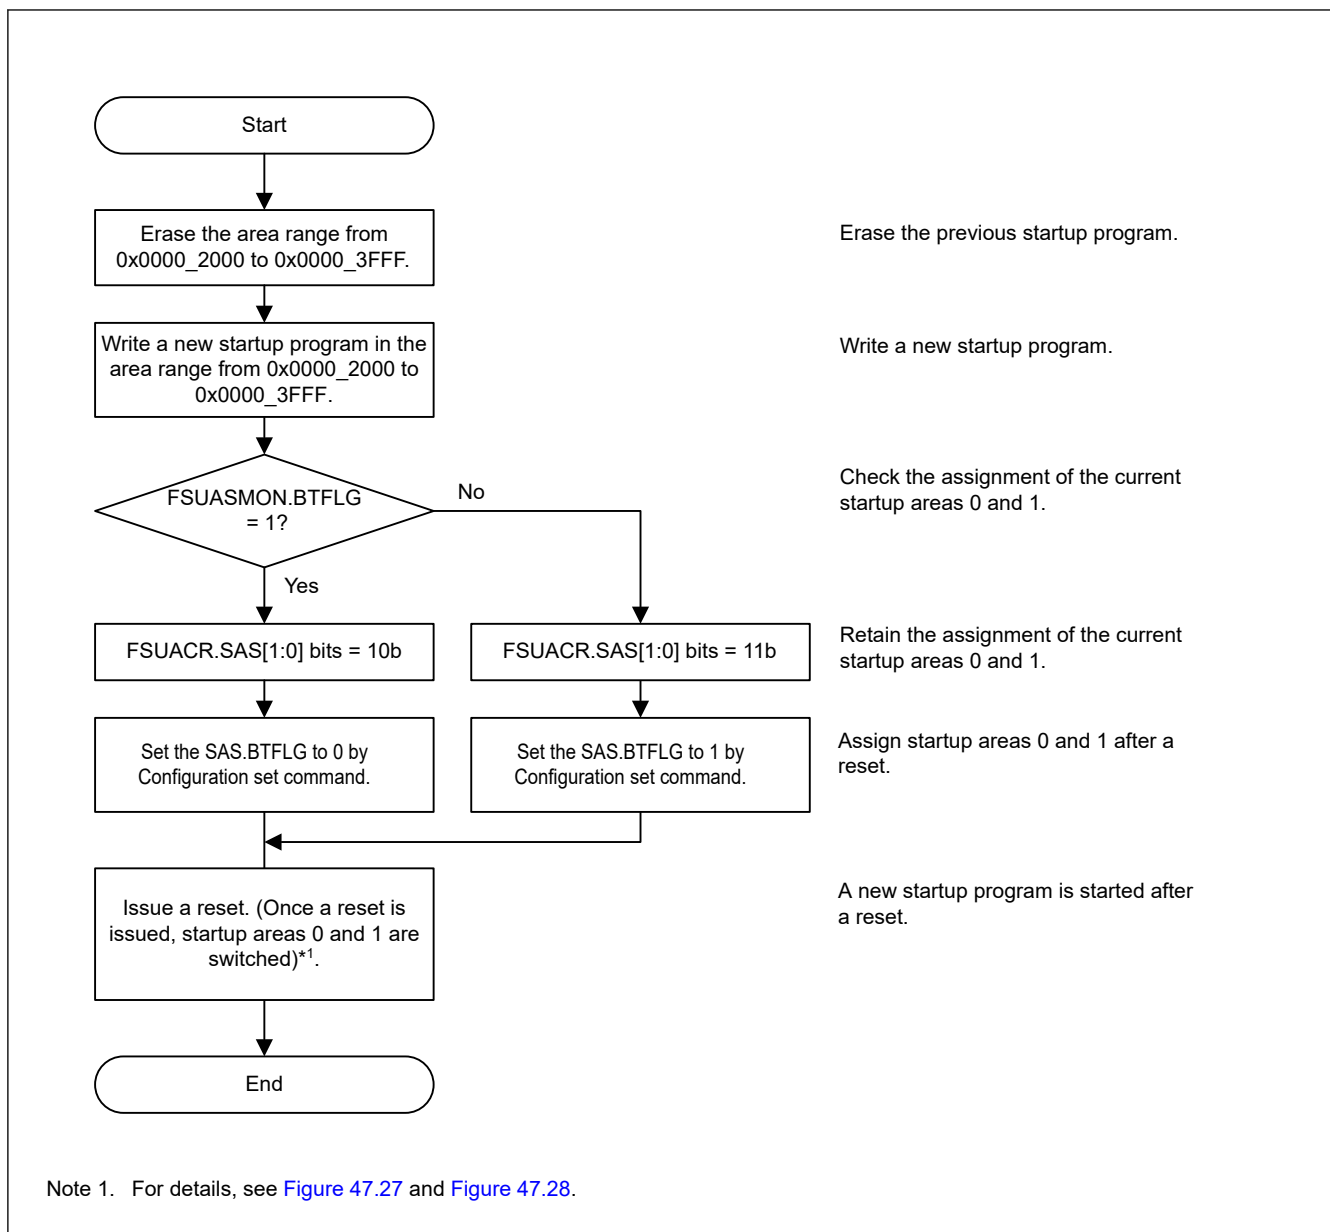 Start
Erase the area range from
0x0000_2000 to 0x0000_3FFF.
Erase the previous startup program.
Write a new startup program in the
area range from 0x0000_2000 to
0x0000_3FFF.
Write a new startup program.
FSUASMON.BTFLG
= 1?
No
Yes
Check the assignment of the current
startup areas 0 and 1.
FSUACR.SAS[1:0] bits = 10b
FSUACR.SAS[1:0] bits = 11b
Retain the assignment of the current
startup areas 0 and 1.
Set the SAS.BTFLG to 0 by
Configuration set command.
Set the SAS.BTFLG to 1 by
Configuration set command.
Assign startup areas 0 and 1 after a
reset.
Issue a reset. (Once a reset is
issued, startup areas 0 and 1 are
switched)*1.
A new startup program is started after
a reset.
End
Note 1. For details, see Figure 47.27 and Figure 47.28.